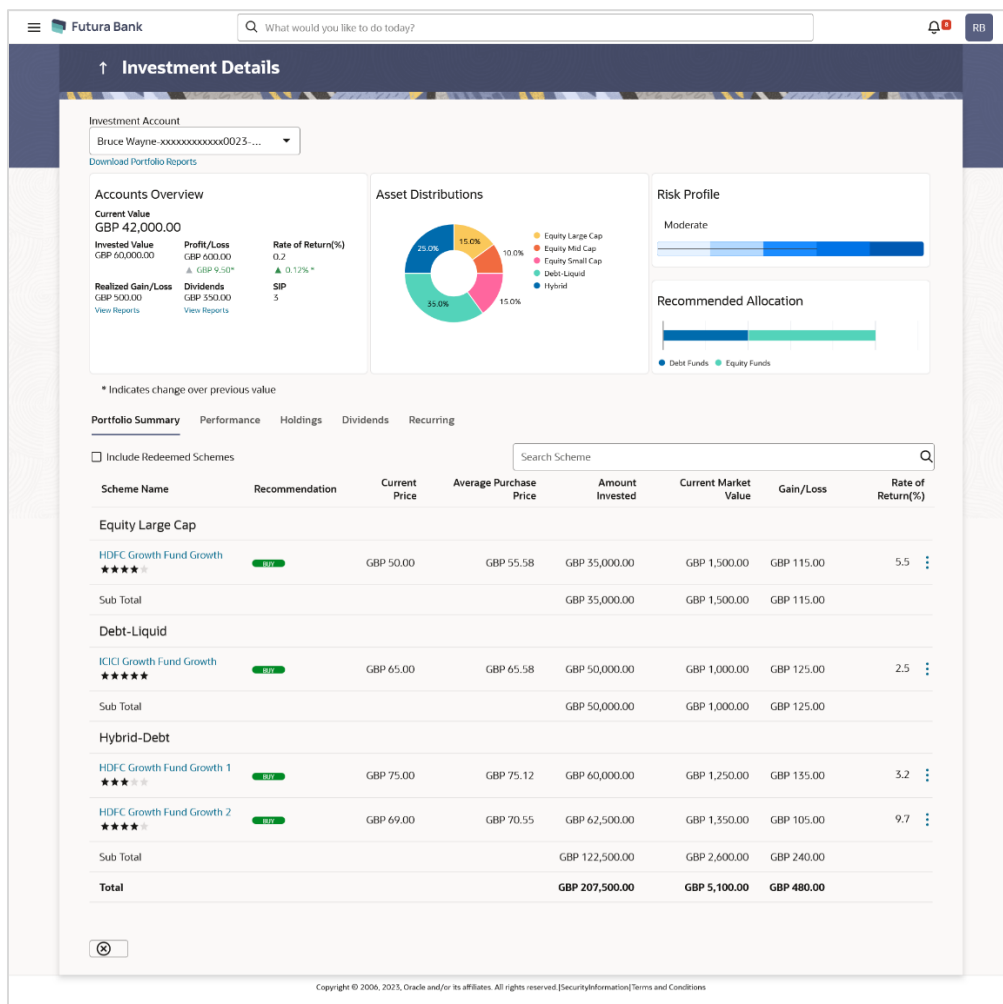 Futura Bank
What would you like to do today?
8
RB
↑ Investment Details
Investment Account
Bruce Wayne-xxxxxxxxxxxx0023-...
Download Portfolio Reports
Accounts Overview
Current Value
GBP 42,000.00
Invested Value Profit/Loss Rate of Return(%)
GBP 60,000.00 GBP 600.00 0.2
▲ GBP 9.50* ▲ 0.12% *
Realized Gain/Loss Dividends SIP
GBP 500.00 GBP 350.00 3
View Reports View Reports
Asset Distributions
25.0% 15.0%
10.0%
35.0% 15.0%
Equity Large Cap
Equity Mid Cap
Equity Small Cap
Debt-Liquid
Hybrid
Risk Profile
Moderate
Recommended Allocation
Debt Funds Equity Funds
* Indicates change over previous value
Portfolio Summary Performance Holdings Dividends Recurring
Include Redeemed Schemes
Search Scheme
Scheme Name Recommendation Current Price Average Purchase Price Amount Invested Current Market Value Gain/Loss Rate of Return(%)
Equity Large Cap
HDFC Growth Fund Growth BUY GBP 50.00 GBP 55.58 GBP 35,000.00 GBP 1,500.00 GBP 115.00 5.5
Sub Total GBP 35,000.00 GBP 1,500.00 GBP 115.00
Debt-Liquid
ICICI Growth Fund Growth BUY GBP 65.00 GBP 65.58 GBP 50,000.00 GBP 1,000.00 GBP 125.00 2.5
Sub Total GBP 50,000.00 GBP 1,000.00 GBP 125.00
Hybrid-Debt
HDFC Growth Fund Growth 1 BUY GBP 75.00 GBP 75.12 GBP 60,000.00 GBP 1,250.00 GBP 135.00 3.2
HDFC Growth Fund Growth 2 BUY GBP 69.00 GBP 70.55 GBP 62,500.00 GBP 1,350.00 GBP 105.00 9.7
Sub Total GBP 122,500.00 GBP 2,600.00 GBP 240.00
Total GBP 207,500.00 GBP 5,100.00 GBP 480.00
Copyright © 2006, 2023, Oracle and/or its affiliates. All rights reserved.|SecurityInformation|Terms and Conditions